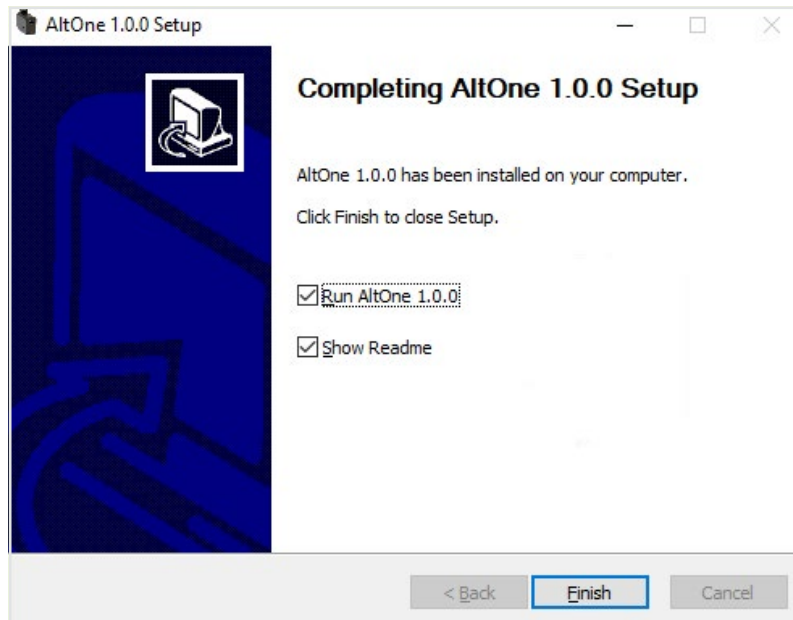 AltOne 1.0.0 Setup
Completing AltOne 1.0.0 Setup
AltOne 1.0.0 has been installed on your computer.
Click Finish to close Setup.
Run AltOne 1.0.0
Show Readme
< Back Finish Cancel